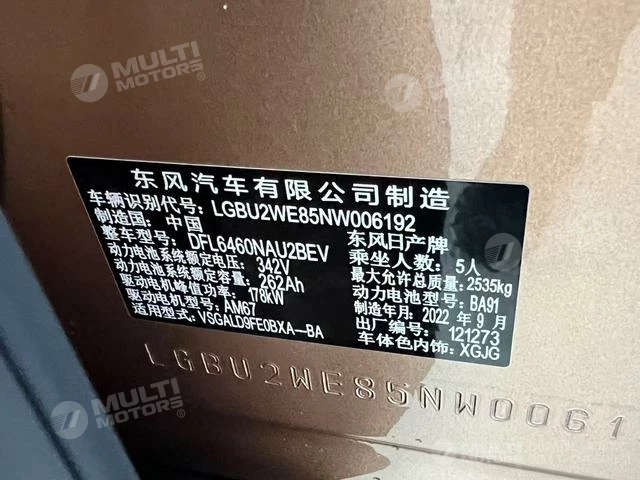 MULTI MOTORS
东风汽车有限公司制造
车辆识别代号: LGBU2WE85NW006192
制造国: 中国 东风日产牌
整车型号: DFL6460NAU2BEV 乘坐人数: 5人
动力电池系统额定电压: 342V 最大允许总质量: 2535kg
动力电池系统额定容量: 262Ah 动力电池型号: BA91
驱动电机峰值功率: 178kW 制造年月: 2022 年 9 月
驱动电机型号: AM67 出厂编号: 121273
适用型号: VSGALD9FE0BXA-BA 车体色内饰: XGJG
LGBU2WE85NW0061
MULTI MOTORS
MULTI MOTORS
MULTI MOTORS